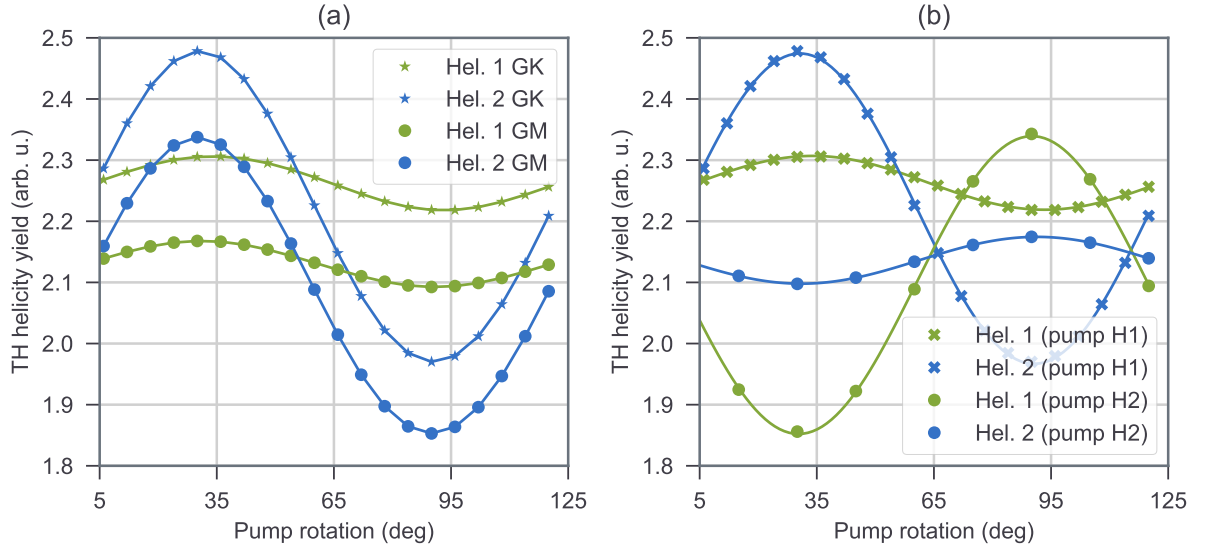 (a)
TH helicity yield (arb. u.)
2.5
2.4
2.3
2.2
2.1
2.0
1.9
1.8
Hel. 1 GK
Hel. 2 GK
Hel. 1 GM
Hel. 2 GM
5 35 65 95 125
Pump rotation (deg)
(b)
TH helicity yield (arb. u.)
2.5
2.4
2.3
2.2
2.1
2.0
1.9
1.8
Hel. 1 (pump H1)
Hel. 2 (pump H1)
Hel. 1 (pump H2)
Hel. 2 (pump H2)
5 35 65 95 125
Pump rotation (deg)